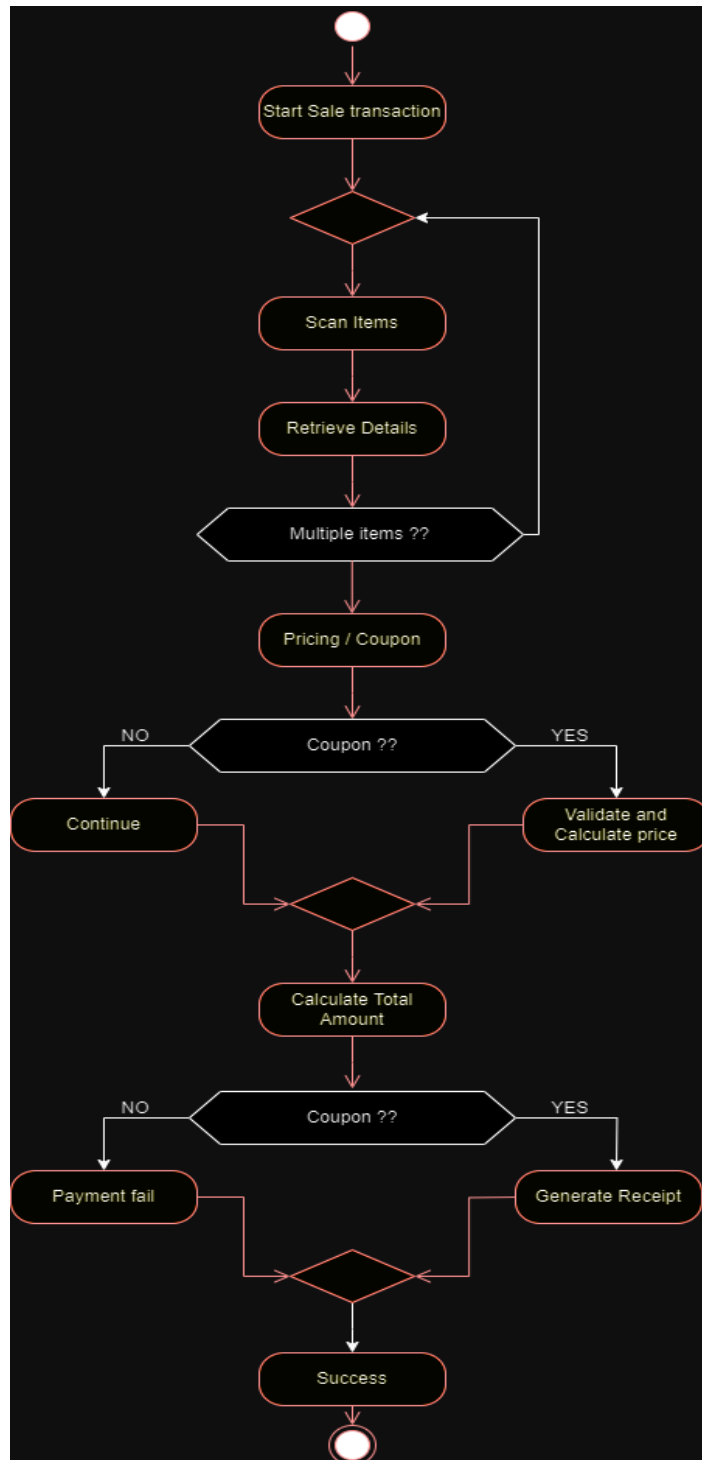 Start Sale transaction
Scan Items
Retrieve Details
Multiple items ??
Pricing / Coupon
NO
Coupon ??
YES
Continue
Validate and
Calculate price
Calculate Total
Amount
NO
Coupon ??
YES
Payment fail
Generate Receipt
Success